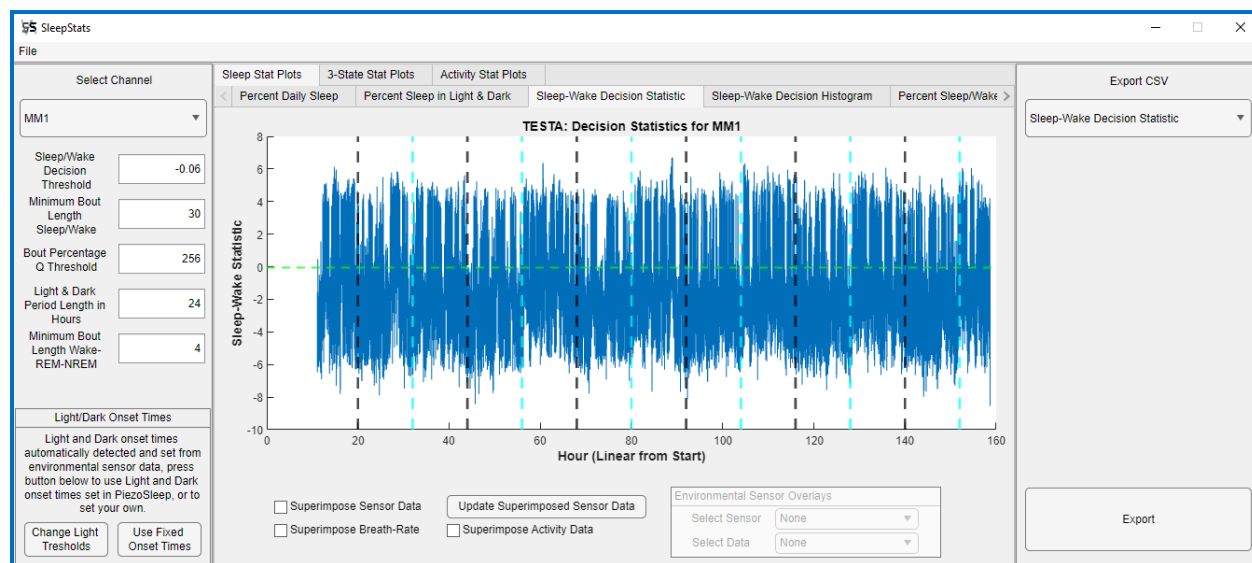 SleepStats
File
Select Channel
MM1
Sleep/Wake
Decision
Threshold
-0.06
Minimum Bout
Length
Sleep/Wake
30
Bout Percentage
Q Threshold
256
Light & Dark
Period Length in
Hours
24
Minimum Bout
Length Wake-
REM-NREM
4
Light/Dark Onset Times
Light and Dark onset times
automatically detected and set from
environmental sensor data, press
button below to use Light and Dark
onset times set in PiezoSleep, or to
set your own.
Change Light
Tresholds
Use Fixed
Onset Times
Sleep Stat Plots
3-State Stat Plots
Activity Stat Plots
Percent Daily Sleep
Percent Sleep in Light & Dark
Sleep-Wake Decision Statistic
Sleep-Wake Decision Histogram
Percent Sleep/Wake
TESTA: Decision Statistics for MM1
Sleep-Wake Statistic
8
6
4
2
0
-2
-4
-6
-8
-10
0 20 40 60 80 100 120 140 160
Hour (Linear from Start)
Superimpose Sensor Data
Update Superimposed Sensor Data
Superimpose Breath-Rate
Superimpose Activity Data
Environmental Sensor Overlays
Select Sensor
None
Select Data
None
Export CSV
Sleep-Wake Decision Statistic
Export